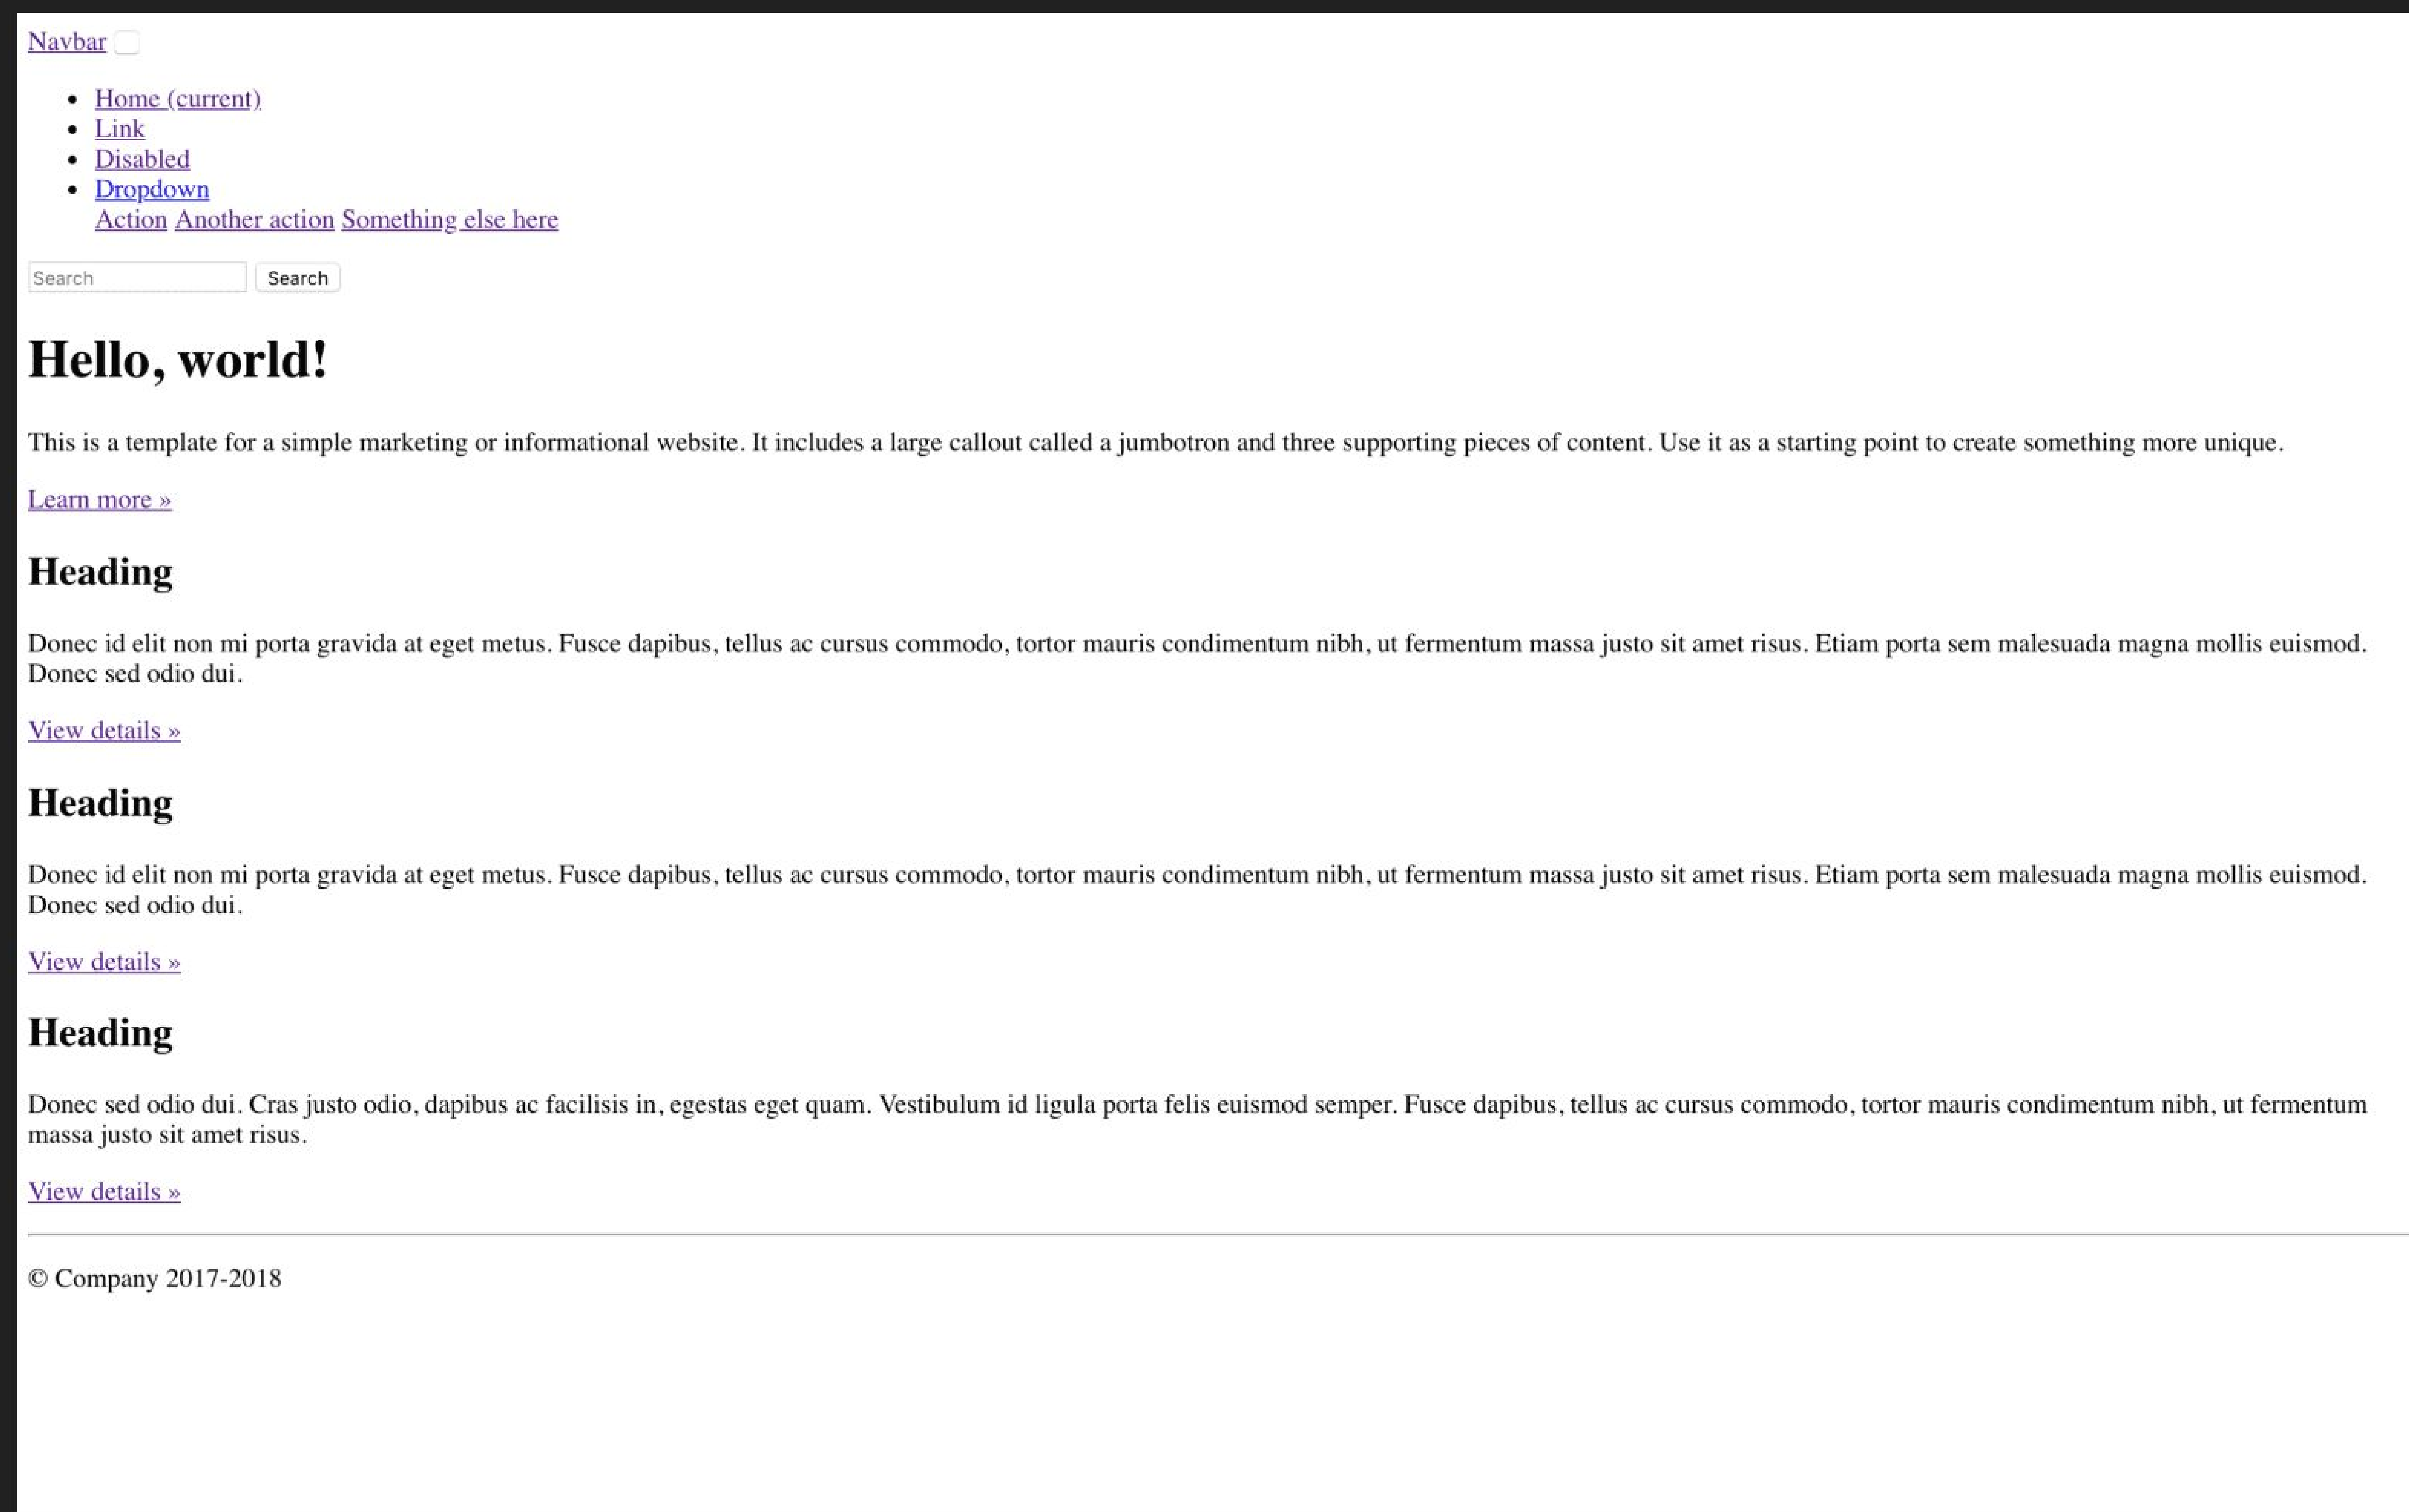 Navbar
Home (current)
Link
Disabled
Dropdown
Action Another action Something else here
Search Search
Hello, world!
This is a template for a simple marketing or informational website. It includes a large callout called a jumbotron and three supporting pieces of content. Use it as a starting point to create something more unique.
Learn more »
Heading
Donec id elit non mi porta gravida at eget metus. Fusce dapibus, tellus ac cursus commodo, tortor mauris condimentum nibh, ut fermentum massa justo sit amet risus. Etiam porta sem malesuada magna mollis euismod.
Donec sed odio dui.
View details »
Heading
Donec id elit non mi porta gravida at eget metus. Fusce dapibus, tellus ac cursus commodo, tortor mauris condimentum nibh, ut fermentum massa justo sit amet risus. Etiam porta sem malesuada magna mollis euismod.
Donec sed odio dui.
View details »
Heading
Donec sed odio dui. Cras justo odio, dapibus ac facilisis in, egestas eget quam. Vestibulum id ligula porta felis euismod semper. Fusce dapibus, tellus ac cursus commodo, tortor mauris condimentum nibh, ut fermentum
massa justo sit amet risus.
View details »
© Company 2017-2018